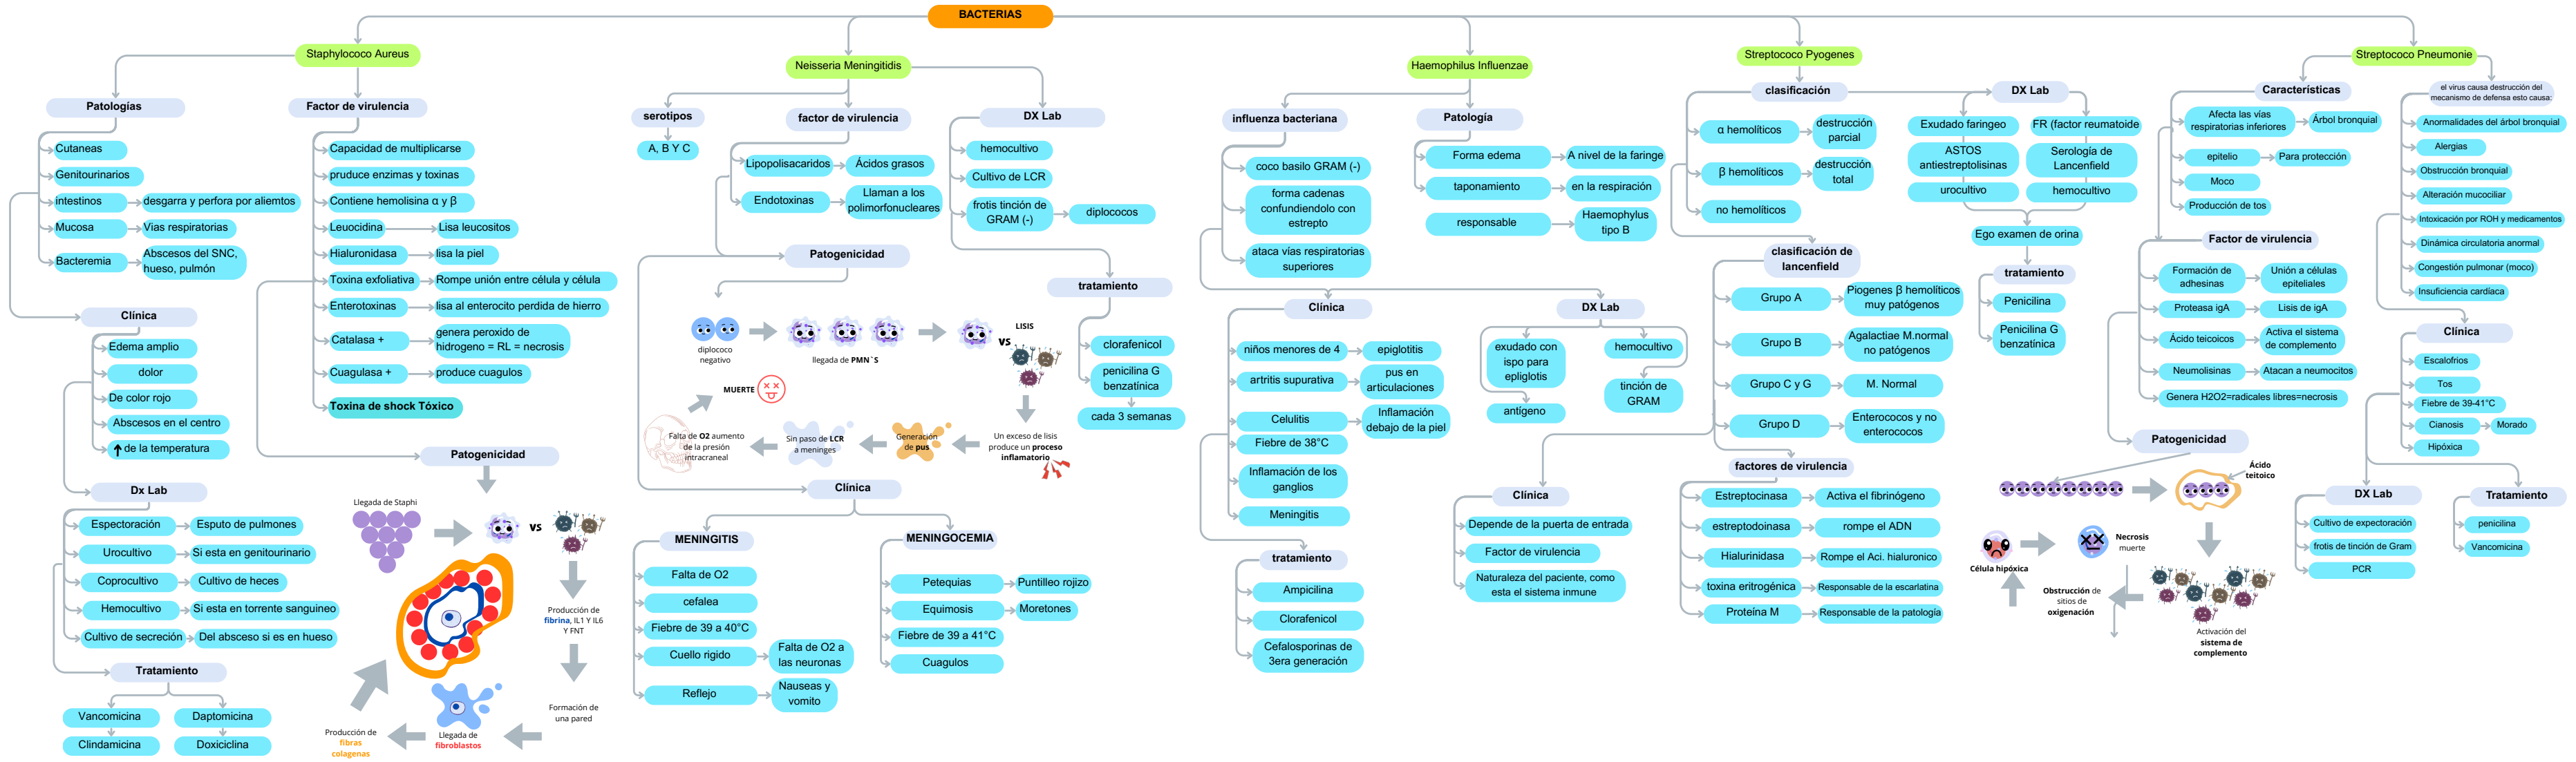 BACTERIAS
Staphylococo Aureus
Patologías
Cutaneas
Genitourinarios
intestinos
desgarra y perfora por aliemtos
Mucosa
Vias respiratorias
Bacteremia
Abscesos del SNC,
hueso, pulmón
Clínica
Edema amplio
dolor
De color rojo
Abscesos en el centro
↑ de la temperatura
Dx Lab
Espectoración
Esputo de pulmones
Urocultivo
Si esta en genitourinario
Coprocultivo
Cultivo de heces
Hemocultivo
Si esta en torrente sanguineo
Cultivo de secreción
Del absceso si es en hueso
Tratamiento
Vancomicina
Clindamicina
Daptomicina
Doxiciclina
Factor de virulencia
Capacidad de multiplicarse
pruduce enzimas y toxinas
Contiene hemolisina α y β
Leuocidina
Lisa leucositos
Hialuronidasa
lisa la piel
Toxina exfoliativa
Rompe unión entre célula y célula
Enterotoxinas
lisa al enterocito perdida de hierro
Catalasa +
genera peroxido de
hidrogeno = RL = necrosis
Cuagulasa +
produce cuagulos
Toxina de shock Tóxico
Patogenicidad
Llegada de Staphi
VS
Producción de
fibrina, IL1 Y IL6
Y FNT
Formación de
una pared
Llegada de
fibroblastos
Producción de
fibras
colagenas
Neisseria Meningitidis
serotipos
A, B Y C
factor de virulencia
Lipopolisacaridos
Ácidos grasos
Endotoxinas
Llaman a los
polimorfonucleares
DX Lab
hemocultivo
Cultivo de LCR
frotis tinción de
GRAM (-)
diplococos
tratamiento
clorafenicol
penicilina G
benzatínica
cada 3 semanas
Patogenicidad
diplococo
negativo
llegada de PMN`S
VS
LISIS
Un exceso de lisis
produce un proceso
inflamatorio
Generación
de pus
Sin paso de LCR
a meninges
Falta de O2 aumento
de la presión
intracraneal
MUERTE
Clínica
MENINGITIS
Falta de O2
cefalea
Fiebre de 39 a 40°C
Cuello rigido
Falta de O2 a
las neuronas
Reflejo
Nauseas y
vomito
MENINGOCEMIA
Petequias
Puntilleo rojizo
Equimosis
Moretones
Fiebre de 39 a 41°C
Cuagulos
Haemophilus Influenzae
influenza bacteriana
coco basilo GRAM (-)
forma cadenas
confundiendolo con
estrepto
ataca vías respiratorias
superiores
Patología
Forma edema
A nivel de la faringe
taponamiento
en la respiración
responsable
Haemophylus
tipo B
Clínica
niños menores de 4
epiglotitis
artritis supurativa
pus en
articulaciones
Celulitis
Inflamación
debajo de la piel
Fiebre de 38°C
Inflamación de los
ganglios
Meningitis
DX Lab
exudado con
ispo para
epliglotis
antígeno
hemocultivo
tinción de
GRAM
tratamiento
Ampicilina
Clorafenicol
Cefalosporinas de
3era generación
Streptococo Pyogenes
clasificación
α hemolíticos
destrucción
parcial
β hemolíticos
destrucción
total
no hemolíticos
clasificación de
lancenfield
Grupo A
Piogenes β hemolíticos
muy patógenos
Grupo B
Agalactiae M.normal
no patógenos
Grupo C y G
M. Normal
Grupo D
Enterococos y no
enterococos
factores de virulencia
Estreptocinasa
Activa el fibrinógeno
estreptodoinasa
rompe el ADN
Hialurinidasa
Rompe el Aci. hialuronico
toxina eritrogénica
Responsable de la escarlatina
Proteína M
Responsable de la patología
Clínica
Depende de la puerta de entrada
Factor de virulencia
Naturaleza del paciente, como
esta el sistema inmune
DX Lab
Exudado faringeo
FR (factor reumatoide
ASTOS
antiestreptolisinas
Serología de
Lancenfield
urocultivo
hemocultivo
Ego examen de orina
tratamiento
Penicilina
Penicilina G
benzatínica
Streptococo Pneumonie
Características
Afecta las vías
respiratorias inferiores
Árbol bronquial
epitelio
Para protección
Moco
Producción de tos
Factor de virulencia
Formación de
adhesinas
Unión a células
epiteliales
Proteasa igA
Lisis de igA
Ácido teicoicos
Activa el sistema
de complemento
Neumolisinas
Atacan a neumocitos
Genera H2O2=radicales libres=necrosis
Patogenicidad
Ácido
teitoico
Activación del
sistema de
complemento
Obstrucción de
sitios de
oxigenación
Célula hipóxica
Necrosis
muerte
el virus causa destrucción del
mecanismo de defensa esto causa:
Anormalidades del árbol bronquial
Alergias
Obstrucción bronquial
Alteración mucociliar
Intoxicación por ROH y medicamentos
Dinámica circulatoria anormal
Congestión pulmonar (moco)
Insuficiencia cardíaca
Clínica
Escalofrios
Tos
Fiebre de 39-41°C
Cianosis
Morado
Hipóxica
DX Lab
Cultivo de expectoración
frotis de tinción de Gram
PCR
Tratamiento
penicilina
Vancomicina